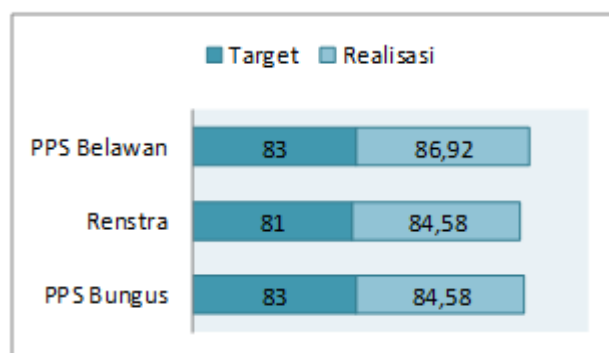 Target Realisasi
PPS Belawan 83 86,92
Renstra 81 84,58
PPS Bungus 83 84,58